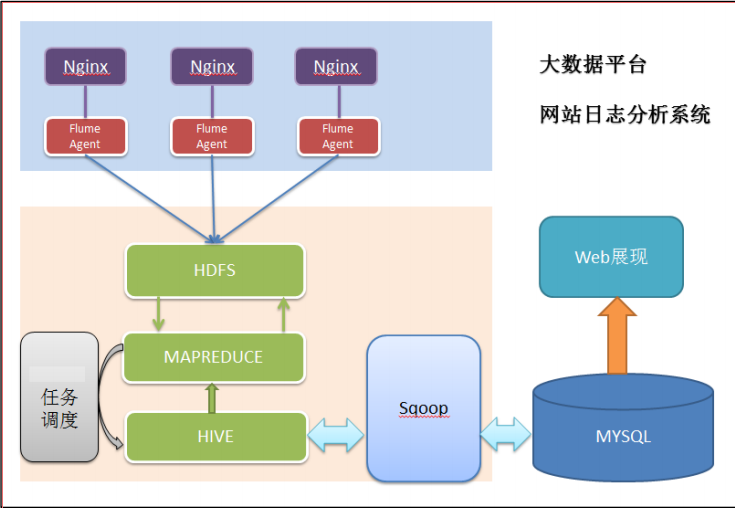 Nginx
Nginx
Nginx
大数据平台
网站日志分析系统
Flume
Agent
Flume
Agent
Flume
Agent
HDFS
Web展现
MAPREDUCE
任务
调度
Sqoop
HIVE
MYSQL